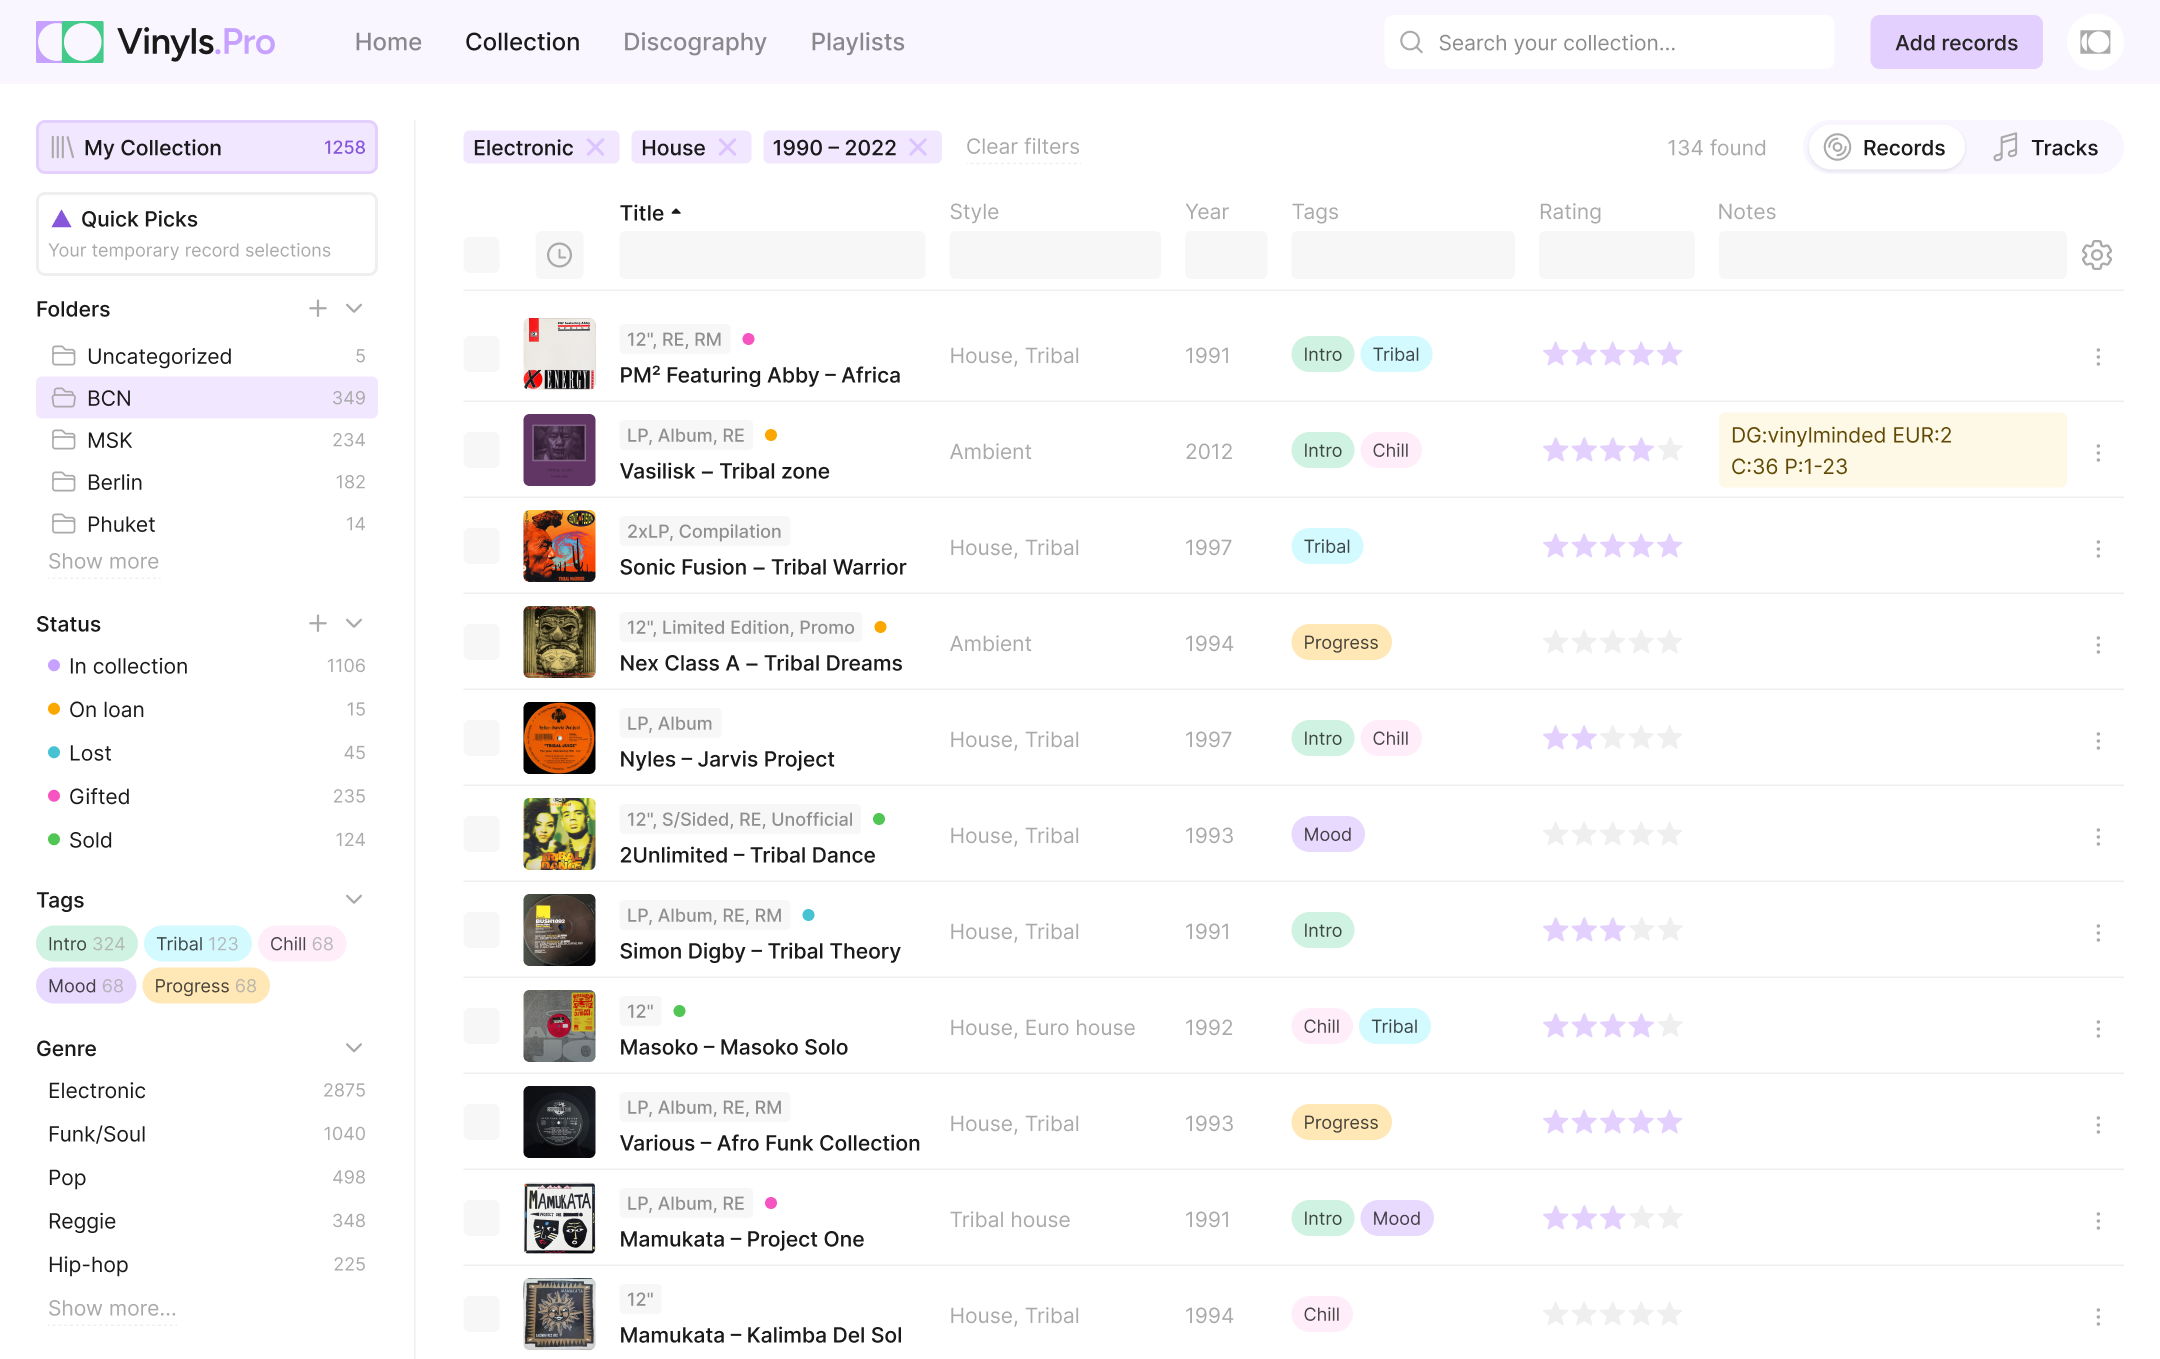 Vinyls.Pro
Home
Collection
Discography
Playlists
Search your collection...
Add records
My Collection 1258
Quick Picks
Your temporary record selections
Folders
Uncategorized 5
BCN 349
MSK 234
Berlin 182
Phuket 14
Show more
Status
In collection 1106
On loan 15
Lost 45
Gifted 235
Sold 124
Tags
Intro 324 Tribal 123 Chill 68
Mood 68 Progress 68
Genre
Electronic 2875
Funk/Soul 1040
Pop 498
Reggie 348
Hip-hop 225
Show more...
Electronic House 1990 – 2022 Clear filters
134 found
Records
Tracks
Title Style Year Tags Rating Notes
12", RE, RM
PM² Featuring Abby – Africa
House, Tribal 1991 Intro Tribal
LP, Album, RE
Vasilisk – Tribal zone
Ambient 2012 Intro Chill
DG:vinylminded EUR:2
C:36 P:1-23
2xLP, Compilation
Sonic Fusion – Tribal Warrior
House, Tribal 1997 Tribal
12", Limited Edition, Promo
Nex Class A – Tribal Dreams
Ambient 1994 Progress
LP, Album
Nyles – Jarvis Project
House, Tribal 1997 Intro Chill
12", S/Sided, RE, Unofficial
2Unlimited – Tribal Dance
House, Tribal 1993 Mood
LP, Album, RE, RM
Simon Digby – Tribal Theory
House, Tribal 1991 Intro
12"
Masoko – Masoko Solo
House, Euro house 1992 Chill Tribal
LP, Album, RE, RM
Various – Afro Funk Collection
House, Tribal 1993 Progress
MAMUKATA
PROJECT ONE
LP, Album, RE
Mamukata – Project One
Tribal house 1991 Intro Mood
MAMUKATA
12"
Mamukata – Kalimba Del Sol
House, Tribal 1994 Chill